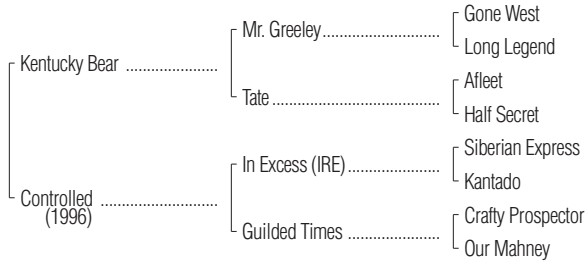 Gone West
Mr. Greeley
Long Legend
Kentucky Bear
Afleet
Tate
Half Secret
Siberian Express
In Excess (IRE)
Kantado
Controlled
(1996)
Crafty Prospector
Guilded Times
Our Mahney